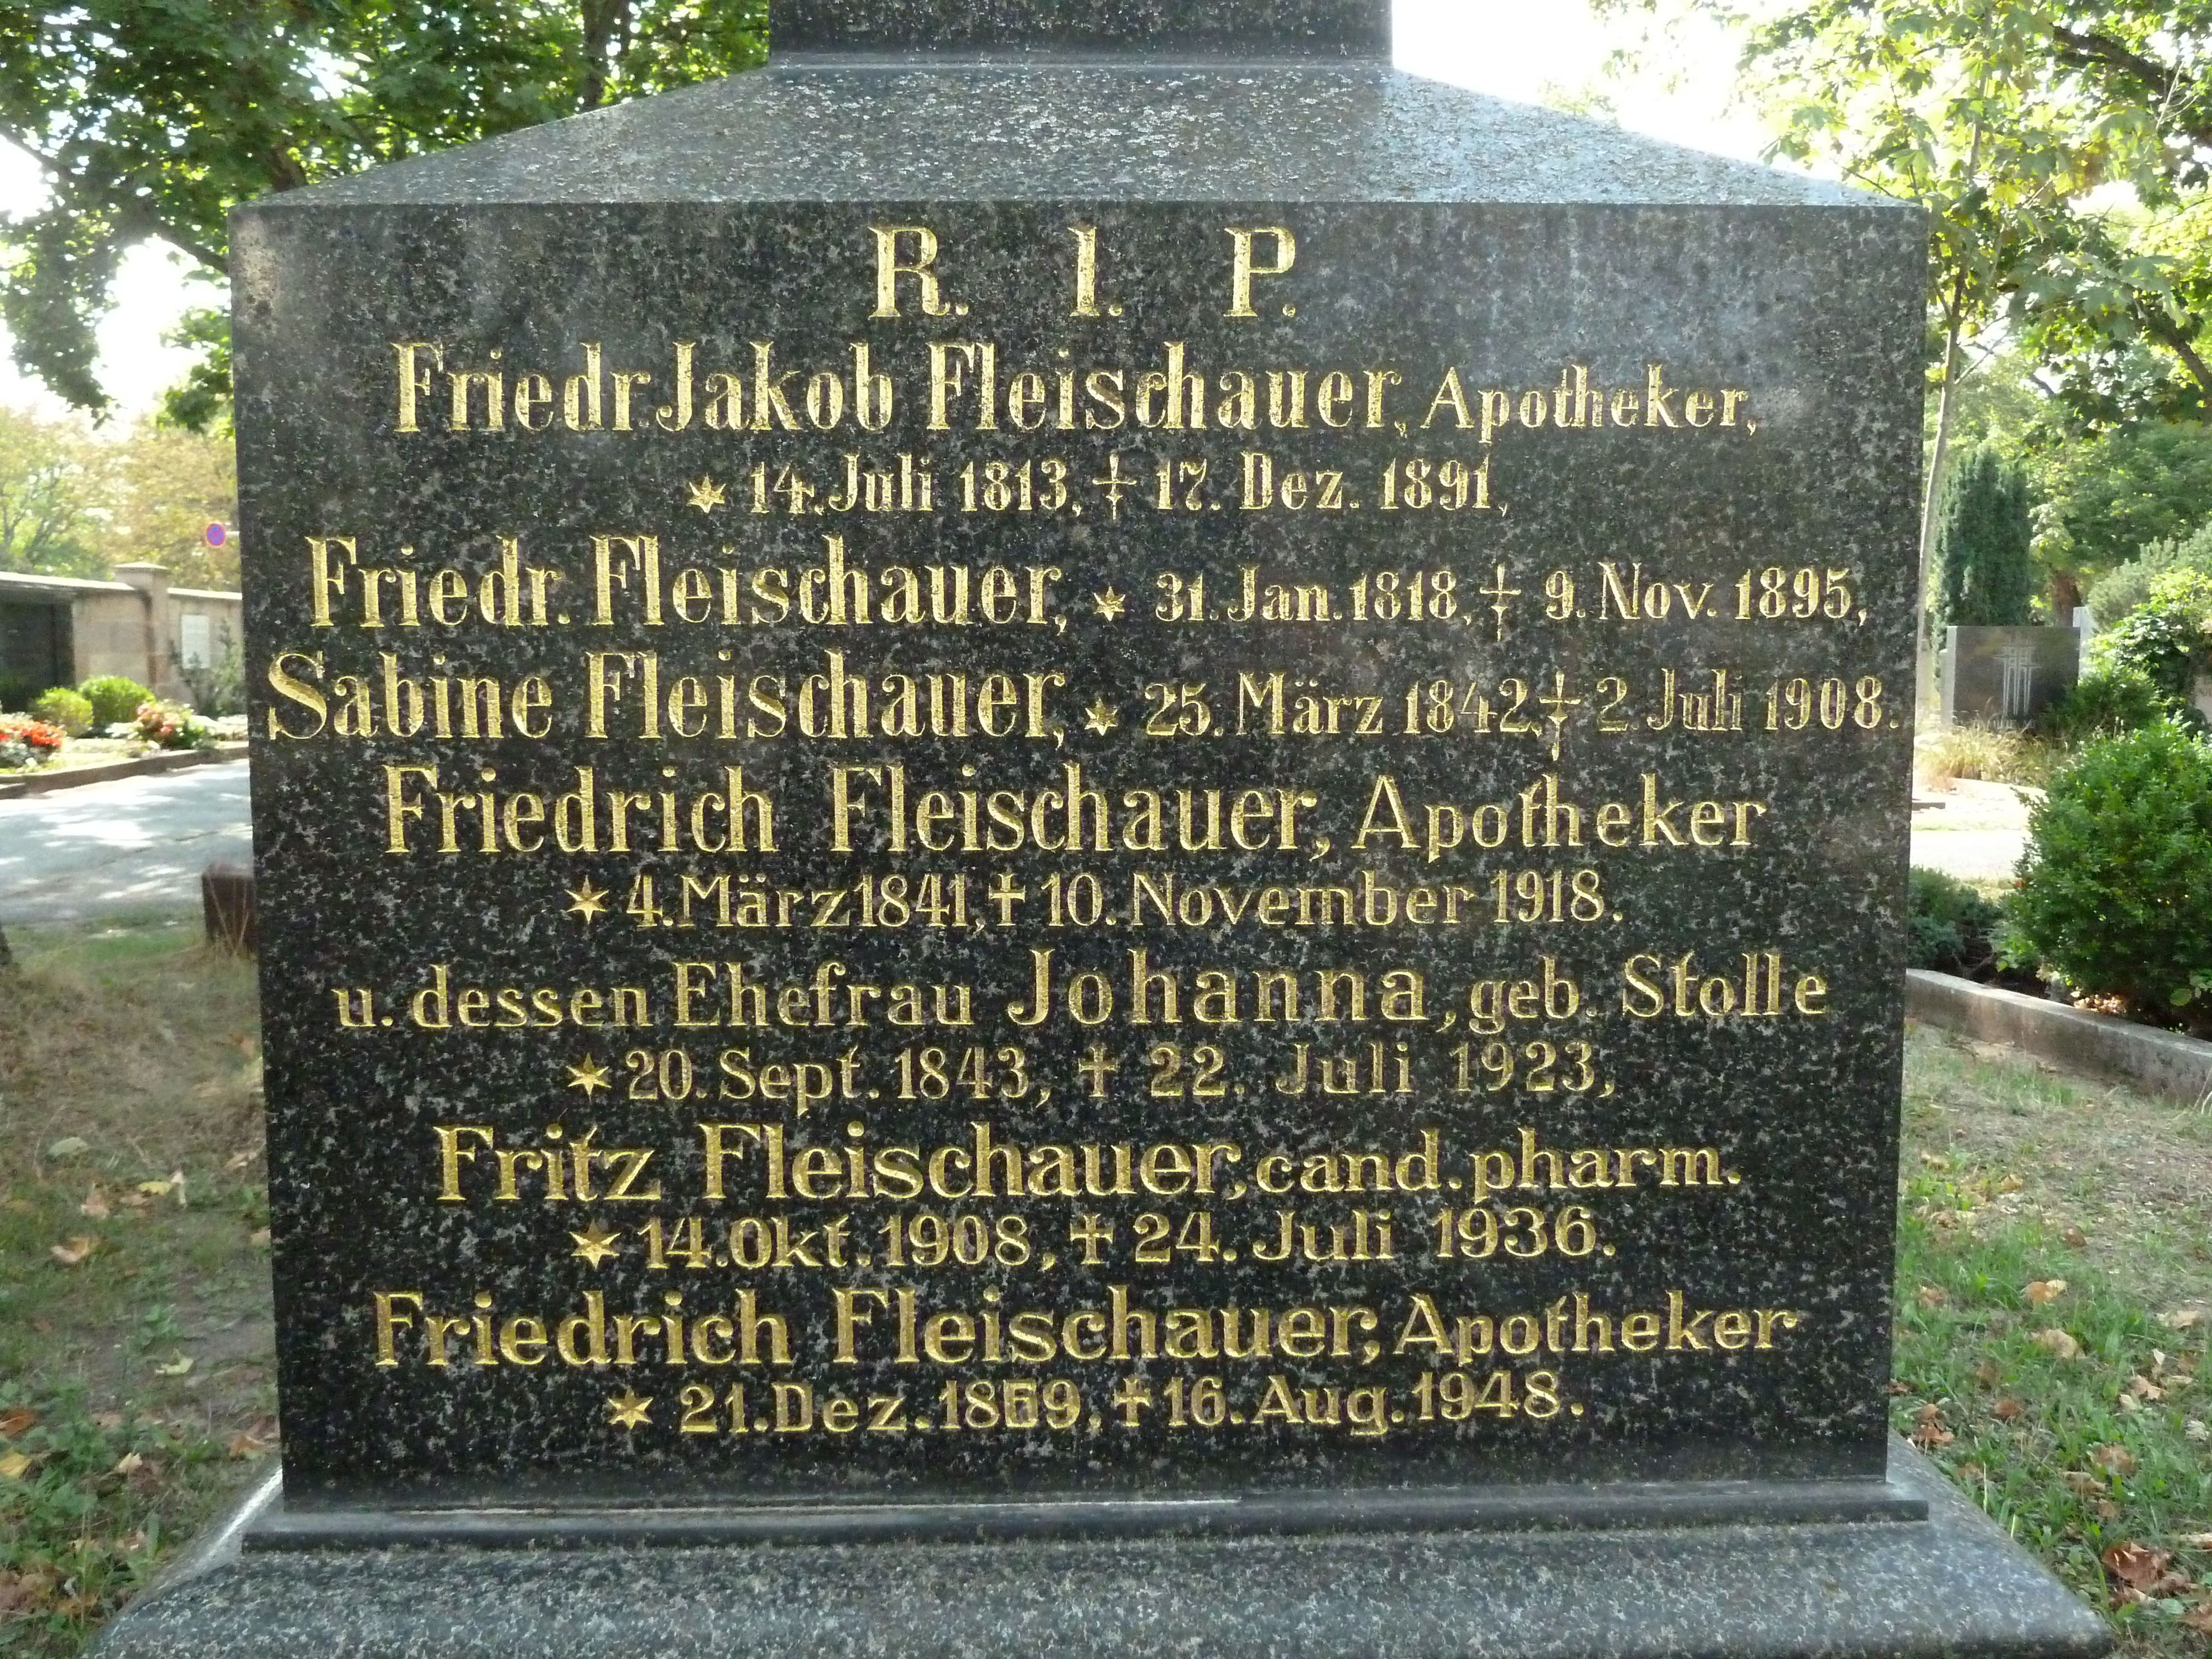 R. I. P.
Friedr. Jakob Fleischauer, Apotheker,
* 14. Juli 1813, † 17. Dez. 1891,
Friedr. Fleischauer, * 31. Jan. 1818, † 9. Nov. 1895,
Sabine Fleischauer, * 25. März 1842, † 2. Juli 1908.
Friedrich Fleischauer, Apotheker
* 4. März 1841, † 10. November 1918.
u. dessen Ehefrau Johanna, geb. Stolle
* 20. Sept. 1843, † 22. Juli 1923,
Fritz Fleischauer, cand. pharm.
* 14. Okt. 1908, † 24. Juli 1936.
Friedrich Fleischauer, Apotheker
* 21. Dez. † 16. Aug. 1948.